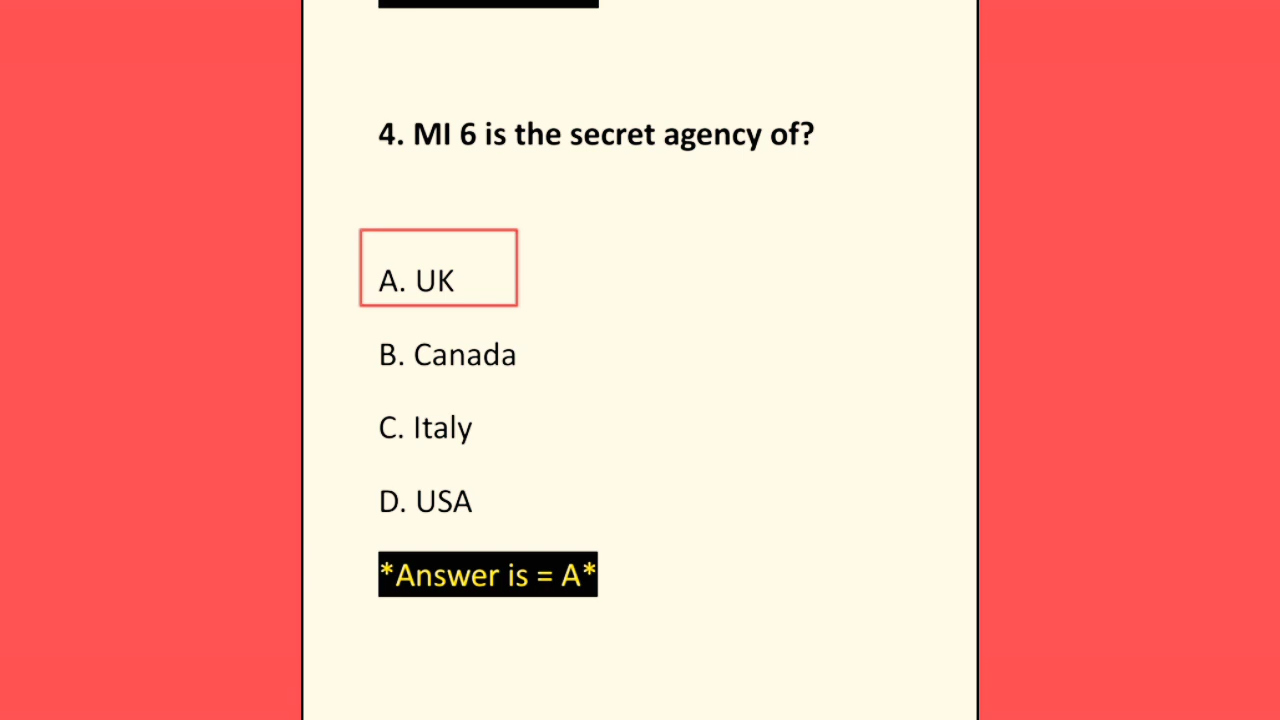 4. MI 6 is the secret agency of?
A. UK
B. Canada
C. Italy
D. USA
*Answer is = A*